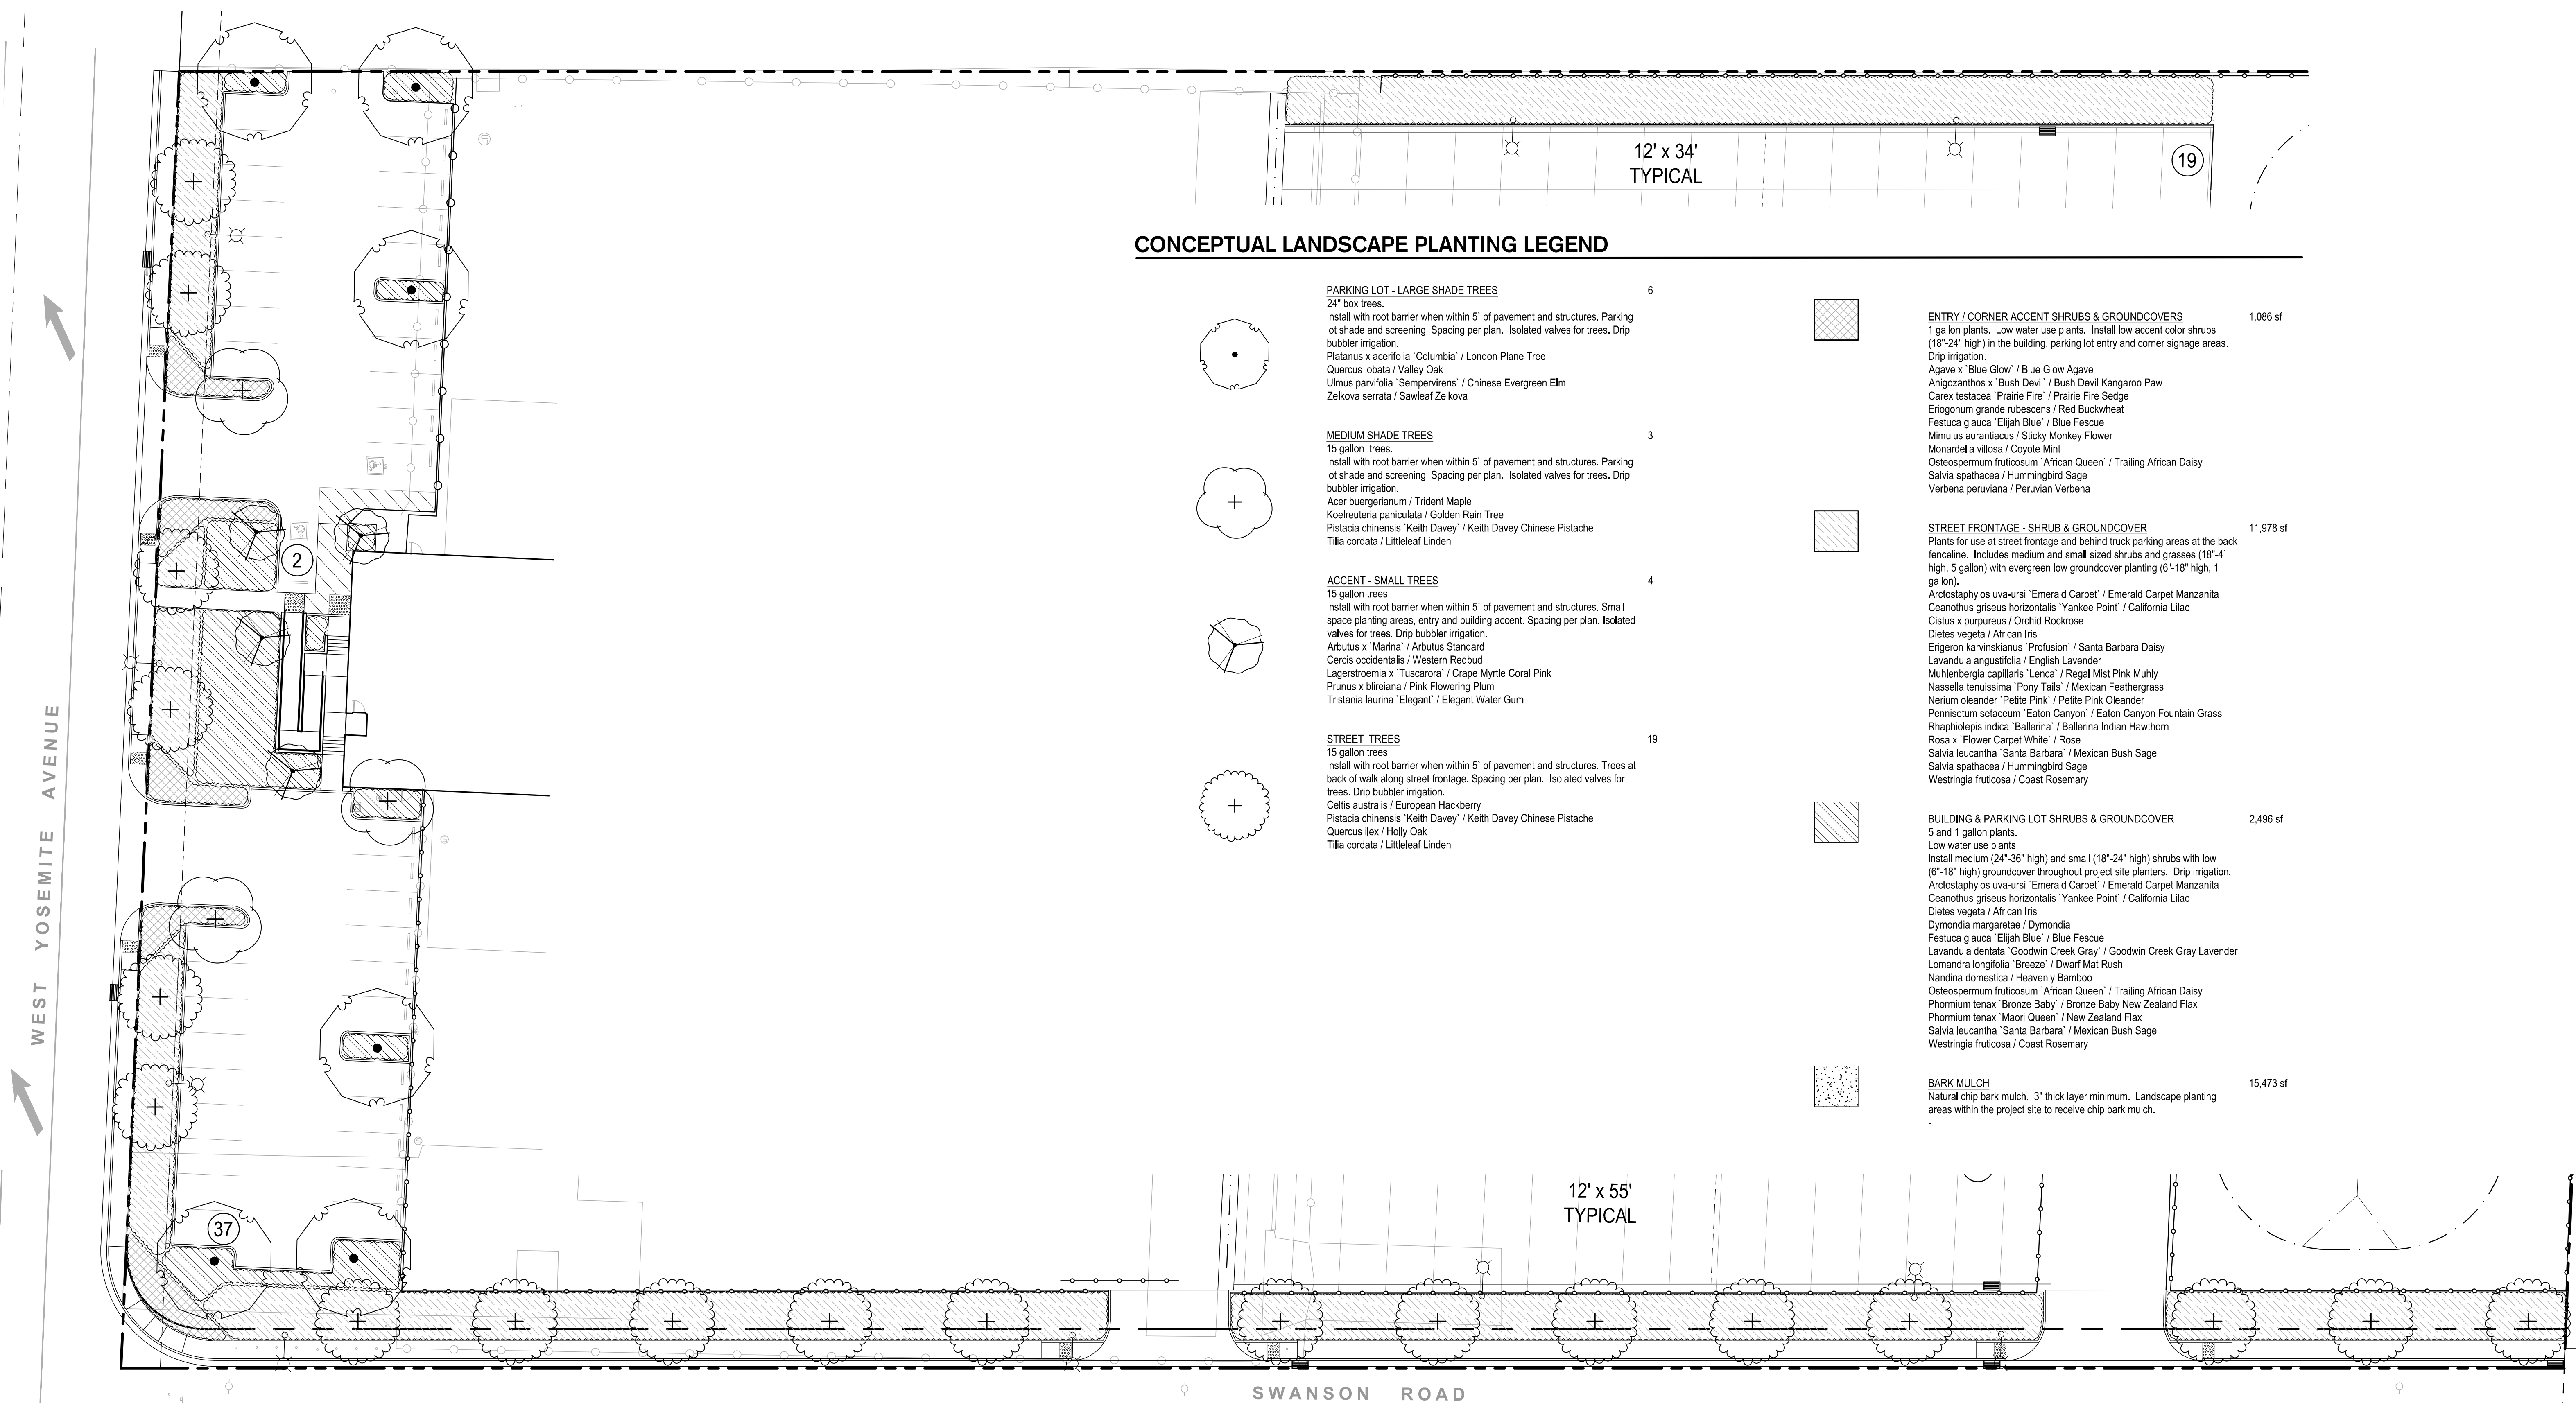 12' x 34'
TYPICAL
19
CONCEPTUAL LANDSCAPE PLANTING LEGEND
PARKING LOT - LARGE SHADE TREES 6
24" box trees.
Install with root barrier when within 5` of pavement and structures. Parking
lot shade and screening. Spacing per plan. Isolated valves for trees. Drip
bubbler irrigation.
Platanus x acerifolia `Columbia` / London Plane Tree
Quercus lobata / Valley Oak
Ulmus parvifolia `Sempervirens` / Chinese Evergreen Elm
Zelkova serrata / Sawleaf Zelkova
MEDIUM SHADE TREES 3
15 gallon trees.
Install with root barrier when within 5` of pavement and structures. Parking
lot shade and screening. Spacing per plan. Isolated valves for trees. Drip
bubbler irrigation.
Acer buergerianum / Trident Maple
Koelreuteria paniculata / Golden Rain Tree
Pistacia chinensis `Keith Davey` / Keith Davey Chinese Pistache
Tilia cordata / Littleleaf Linden
ACCENT - SMALL TREES 4
15 gallon trees.
Install with root barrier when within 5` of pavement and structures. Small
space planting areas, entry and building accent. Spacing per plan. Isolated
valves for trees. Drip bubbler irrigation.
Arbutus x `Marina` / Arbutus Standard
Cercis occidentalis / Western Redbud
Lagerstroemia x `Tuscarora` / Crape Myrtle Coral Pink
Prunus x blireiana / Pink Flowering Plum
Tristania laurina `Elegant` / Elegant Water Gum
STREET TREES 19
15 gallon trees.
Install with root barrier when within 5` of pavement and structures. Trees at
back of walk along street frontage. Spacing per plan. Isolated valves for
trees. Drip bubbler irrigation.
Celtis australis / European Hackberry
Pistacia chinensis `Keith Davey` / Keith Davey Chinese Pistache
Quercus ilex / Holly Oak
Tilia cordata / Littleleaf Linden
ENTRY / CORNER ACCENT SHRUBS & GROUNDCOVERS 1,086 sf
1 gallon plants. Low water use plants. Install low accent color shrubs
(18"-24" high) in the building, parking lot entry and corner signage areas.
Drip irrigation.
Agave x `Blue Glow` / Blue Glow Agave
Anigozanthos x `Bush Devil` / Bush Devil Kangaroo Paw
Carex testacea `Prairie Fire` / Prairie Fire Sedge
Eriogonum grande rubescens / Red Buckwheat
Festuca glauca `Elijah Blue` / Blue Fescue
Mimulus aurantiacus / Sticky Monkey Flower
Monardella villosa / Coyote Mint
Osteospermum fruticosum `African Queen` / Trailing African Daisy
Salvia spathacea / Hummingbird Sage
Verbena peruviana / Peruvian Verbena
STREET FRONTAGE - SHRUB & GROUNDCOVER 11,978 sf
Plants for use at street frontage and behind truck parking areas at the back
fenceline. Includes medium and small sized shrubs and grasses (18"-4`
high, 5 gallon) with evergreen low groundcover planting (6"-18" high, 1
gallon).
Arctostaphylos uva-ursi `Emerald Carpet` / Emerald Carpet Manzanita
Ceanothus griseus horizontalis `Yankee Point` / California Lilac
Cistus x purpureus / Orchid Rockrose
Dietes vegeta / African Iris
Erigeron karvinskianus `Profusion` / Santa Barbara Daisy
Lavandula angustifolia / English Lavender
Muhlenbergia capillaris `Lenca` / Regal Mist Pink Muhly
Nassella tenuissima `Pony Tails` / Mexican Feathergrass
Nerium oleander `Petite Pink` / Petite Pink Oleander
Pennisetum setaceum `Eaton Canyon` / Eaton Canyon Fountain Grass
Rhaphiolepis indica `Ballerina` / Ballerina Indian Hawthorn
Rosa x `Flower Carpet White` / Rose
Salvia leucantha `Santa Barbara` / Mexican Bush Sage
Salvia spathacea / Hummingbird Sage
Westringia fruticosa / Coast Rosemary
BUILDING & PARKING LOT SHRUBS & GROUNDCOVER 2,496 sf
5 and 1 gallon plants.
Low water use plants.
Install medium (24"-36" high) and small (18"-24" high) shrubs with low
(6"-18" high) groundcover throughout project site planters. Drip irrigation.
Arctostaphylos uva-ursi `Emerald Carpet` / Emerald Carpet Manzanita
Ceanothus griseus horizontalis `Yankee Point` / California Lilac
Dietes vegeta / African Iris
Dymondia margaretae / Dymondia
Festuca glauca `Elijah Blue` / Blue Fescue
Lavandula dentata `Goodwin Creek Gray` / Goodwin Creek Gray Lavender
Lomandra longifolia `Breeze` / Dwarf Mat Rush
Nandina domestica / Heavenly Bamboo
Osteospermum fruticosum `African Queen` / Trailing African Daisy
Phormium tenax `Bronze Baby` / Bronze Baby New Zealand Flax
Phormium tenax `Maori Queen` / New Zealand Flax
Salvia leucantha `Santa Barbara` / Mexican Bush Sage
Westringia fruticosa / Coast Rosemary
BARK MULCH 15,473 sf
Natural chip bark mulch. 3" thick layer minimum. Landscape planting
areas within the project site to receive chip bark mulch.
-
2
WEST YOSEMITE AVENUE
37
12' x 55'
TYPICAL
SWANSON ROAD